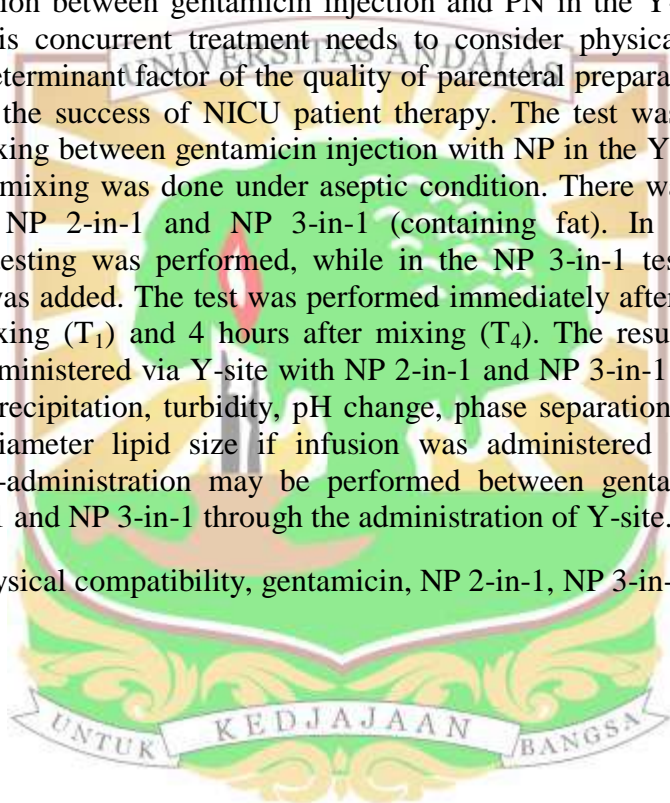 ion between gentamicin injection and PN in the Y-
is concurrent treatment needs to consider physica
eterminant factor of the quality of parenteral prepara
the success of NICU patient therapy. The test was
xing between gentamicin injection with NP in the Y
mixing was done under aseptic condition. There wa
NP 2-in-1 and NP 3-in-1 (containing fat). In
esting was performed, while in the NP 3-in-1 tes
was added. The test was performed immediately after
xing (T₁) and 4 hours after mixing (T₄). The resu
ministered via Y-site with NP 2-in-1 and NP 3-in-1
recipitation, turbidity, pH change, phase separation
iameter lipid size if infusion was administered
-administration may be performed between genta
1 and NP 3-in-1 through the administration of Y-site.
ysical compatibility, gentamicin, NP 2-in-1, NP 3-in-
UNIVERSITAS ANDALAS
UNTUK KEDJAJAAN BANGSA